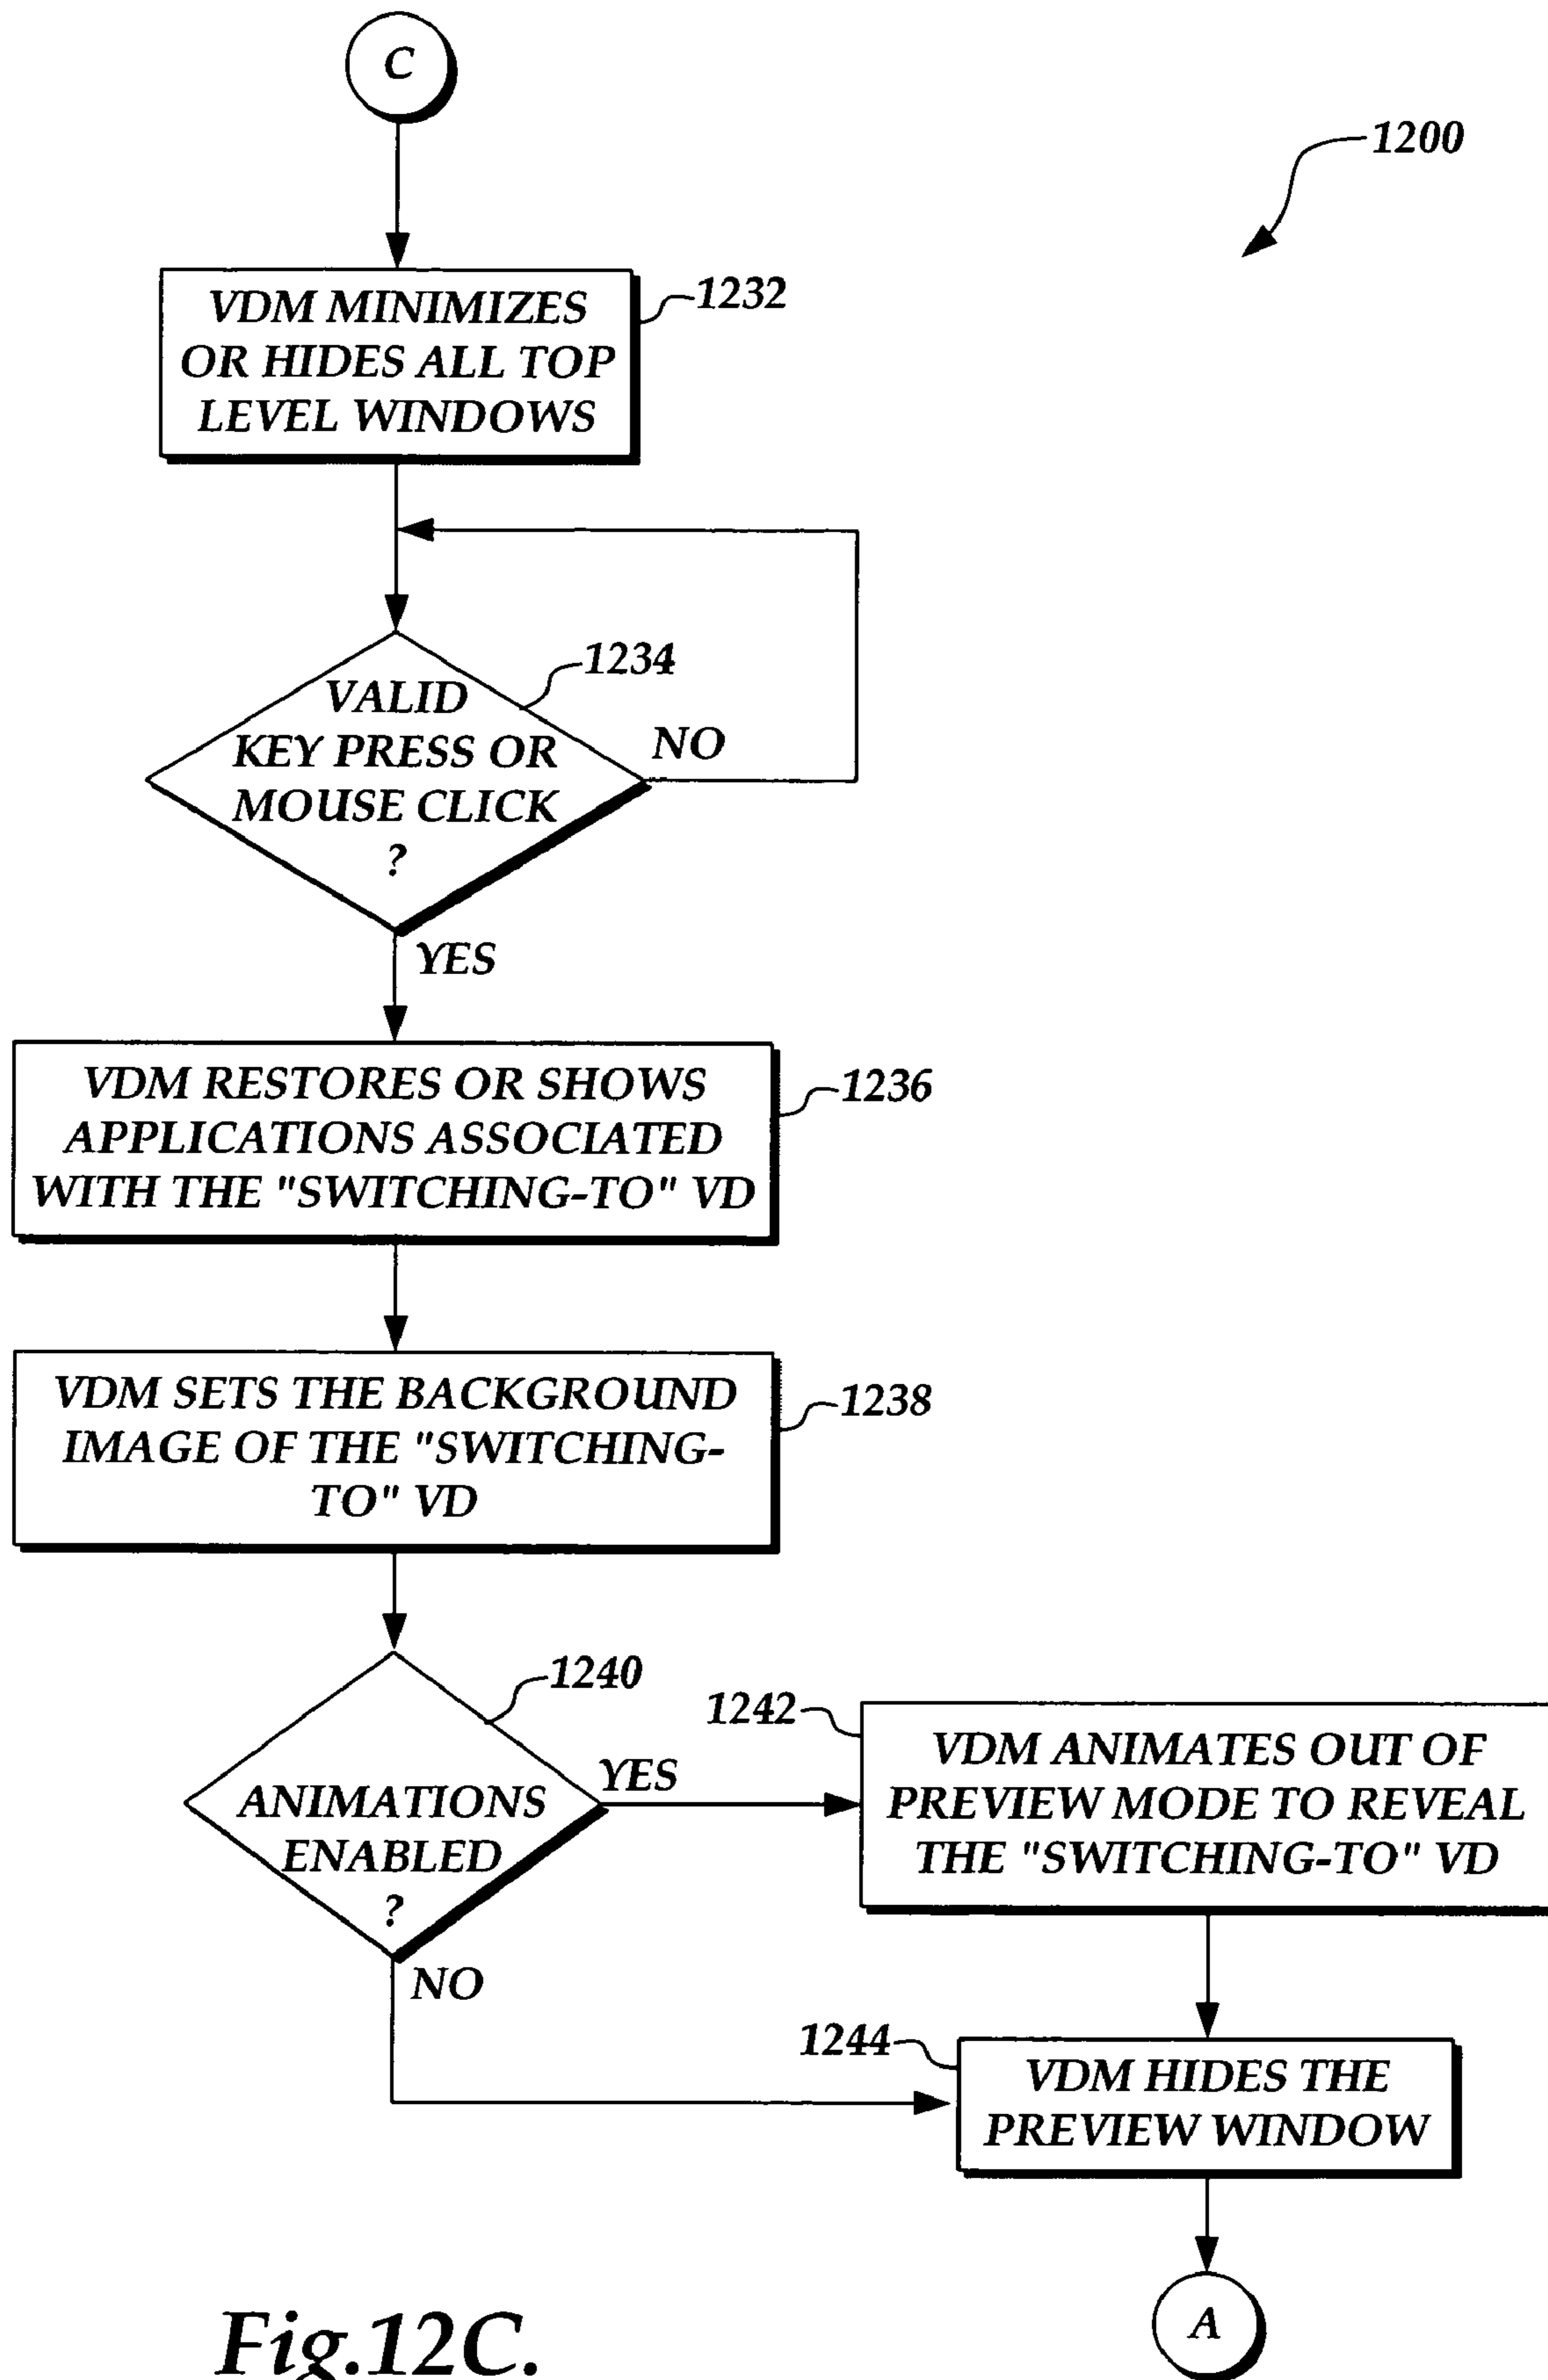 C
1200
VDM MINIMIZES
OR HIDES ALL TOP
LEVEL WINDOWS
1232
1234
VALID
KEY PRESS OR
MOUSE CLICK
?
NO
YES
VDM RESTORES OR SHOWS
APPLICATIONS ASSOCIATED
WITH THE "SWITCHING-TO" VD
1236
VDM SETS THE BACKGROUND
IMAGE OF THE "SWITCHING-
TO" VD
1238
1240
ANIMATIONS
ENABLED
?
YES
NO
1242
VDM ANIMATES OUT OF
PREVIEW MODE TO REVEAL
THE "SWITCHING-TO" VD
1244
VDM HIDES THE
PREVIEW WINDOW
A
Fig.12C.